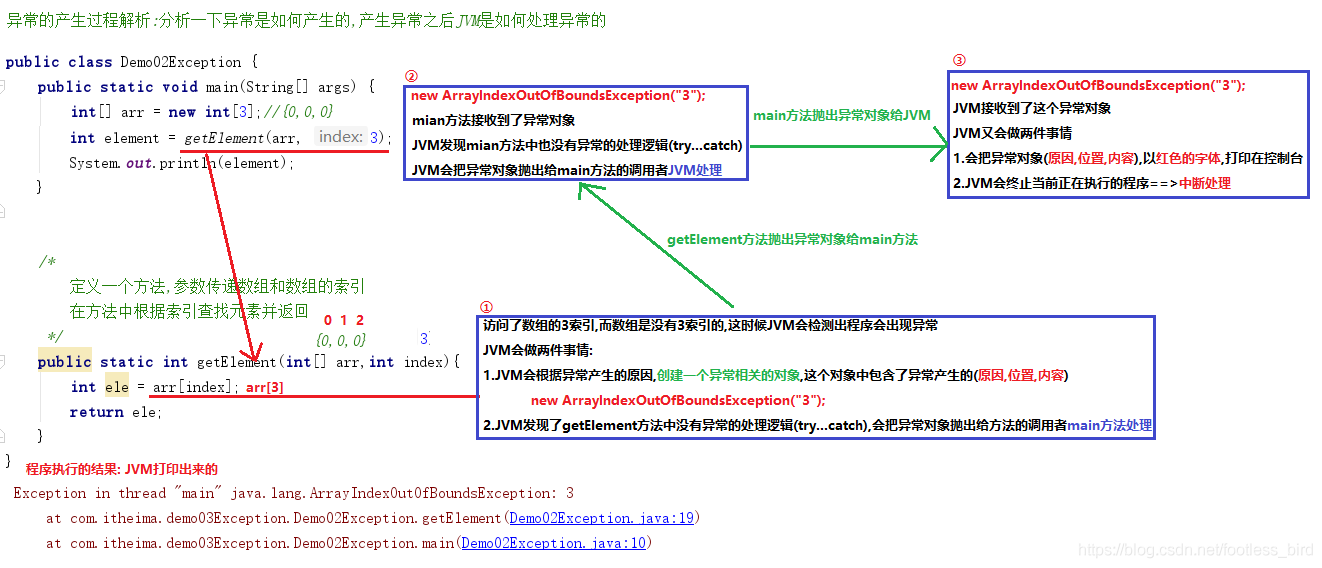 异常的产生过程解析:分析一下异常是如何产生的,产生异常之后JVM是如何处理异常的
public class Demo02Exception {
public static void main(String[] args) {
int[] arr = new int[3];//{0,0,0}
int element = getElement(arr, index: 3);
System.out.println(element);
}
/*
定义一个方法,参数传递数组和数组的索引
在方法中根据索引查找元素并返回
*/
0 1 2
{0,0,0}
3
public static int getElement(int[] arr,int index){
int ele = arr[index]; arr[3]
return ele;
}
}
②
new ArrayIndexOutOfBoundsException("3");
mian方法接收到了异常对象
JVM发现mian方法中也没有异常的处理逻辑(try...catch)
JVM会把异常对象抛出给main方法的调用者JVM处理
main方法抛出异常对象给JVM
③
new ArrayIndexOutOfBoundsException("3");
JVM接收到了这个异常对象
JVM又会做两件事情
1.会把异常对象(原因,位置,内容),以红色的字体,打印在控制台
2.JVM会终止当前正在执行的程序==>中断处理
getElement方法抛出异常对象给main方法
①
访问了数组的3索引,而数组是没有3索引的,这时候JVM会检测出程序会出现异常
JVM会做两件事情:
1.JVM会根据异常产生的原因,创建一个异常相关的对象,这个对象中包含了异常产生的(原因,位置,内容)
new ArrayIndexOutOfBoundsException("3");
2.JVM发现了getElement方法中没有异常的处理逻辑(try...catch),会把异常对象抛出给方法的调用者main方法处理
程序执行的结果: JVM打印出来的
Exception in thread "main" java.lang.ArrayIndexOutOfBoundsException: 3
at com.itheima.demo03Exception.Demo02Exception.getElement(Demo02Exception.java:19)
at com.itheima.demo03Exception.Demo02Exception.main(Demo02Exception.java:10)
https://blog.csdn.net/footless_bird